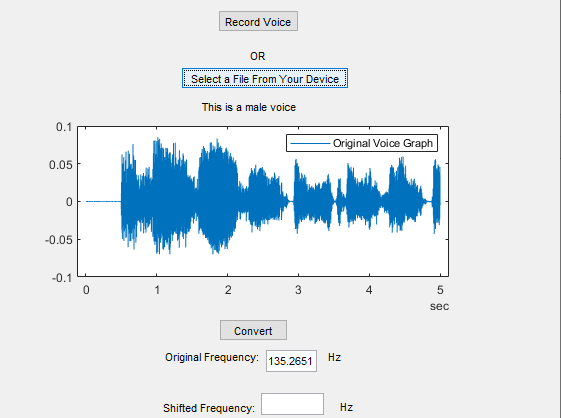 Record Voice
OR
Select a File From Your Device
This is a male voice
Original Voice Graph
0.1
0.05
0
-0.05
-0.1
0 1 2 3 4 5
sec
Convert
Original Frequency: 135.2651 Hz
Shifted Frequency: Hz